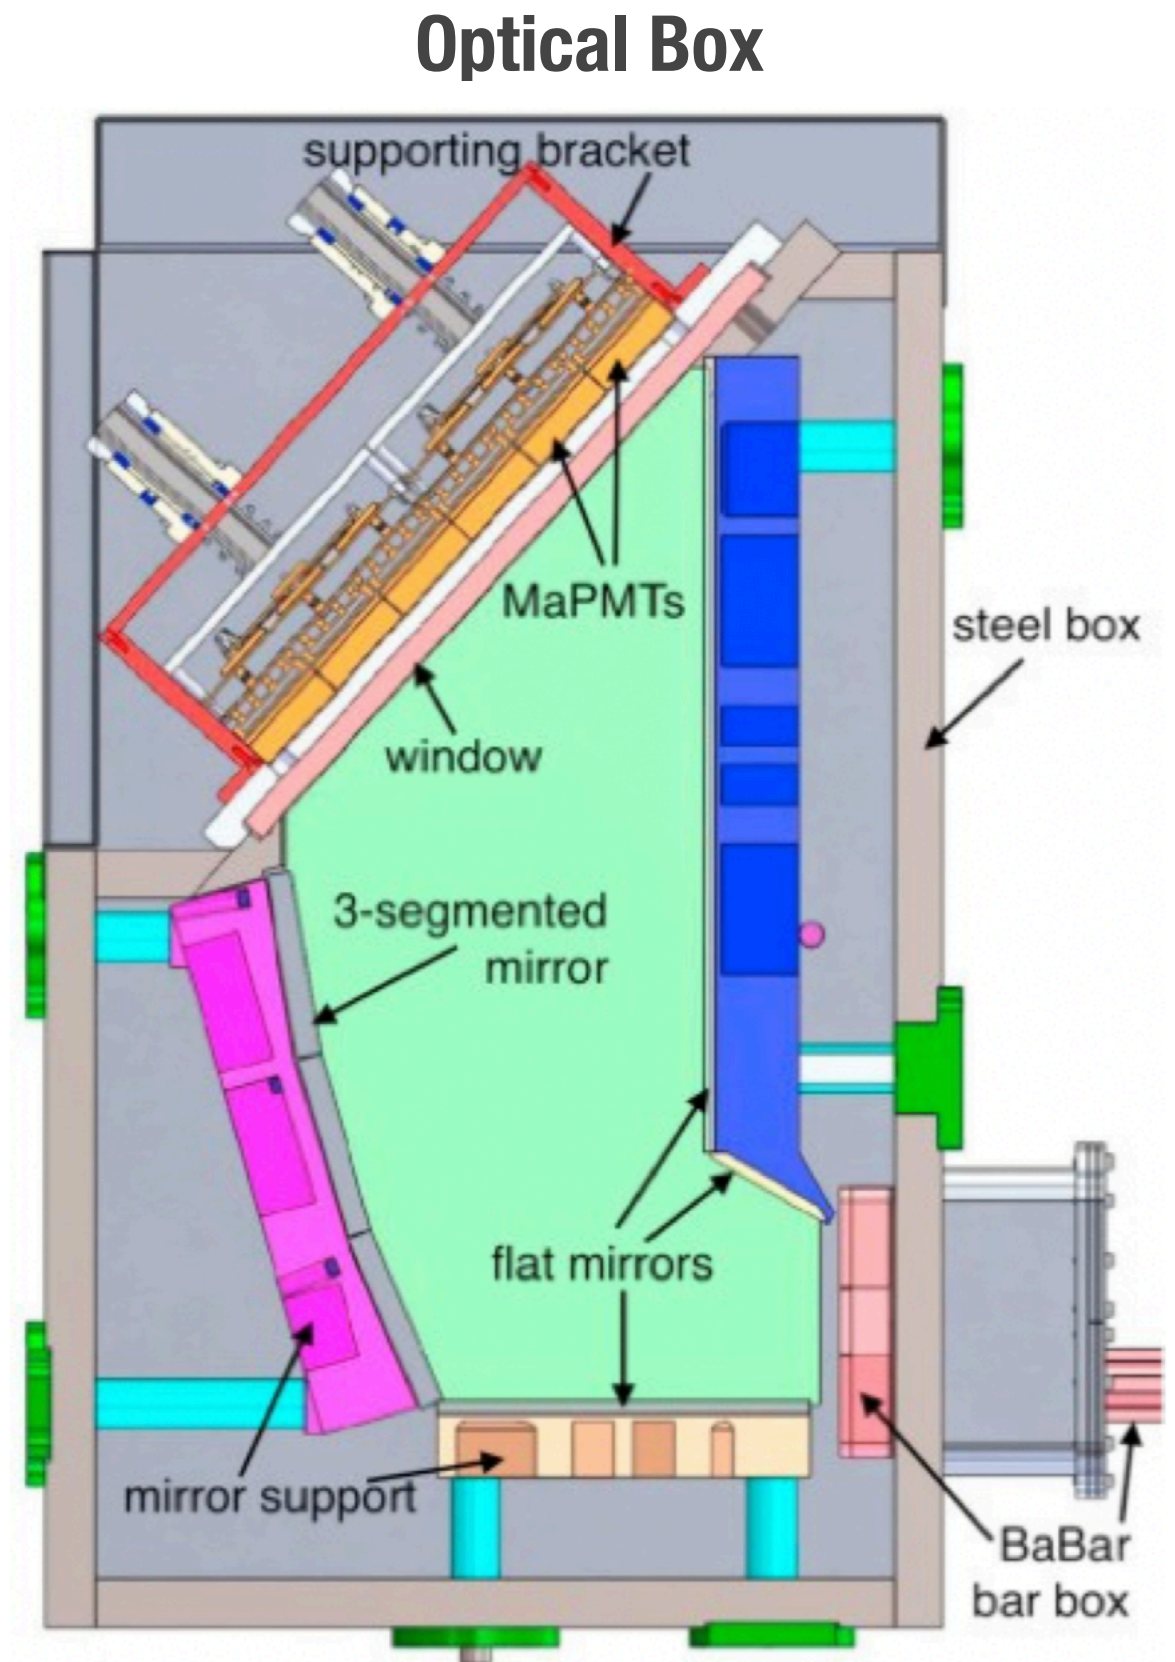 Optical Box
supporting bracket
MaPMTs
steel box
window
3-segmented
mirror
flat mirrors
mirror support
BaBar
bar box